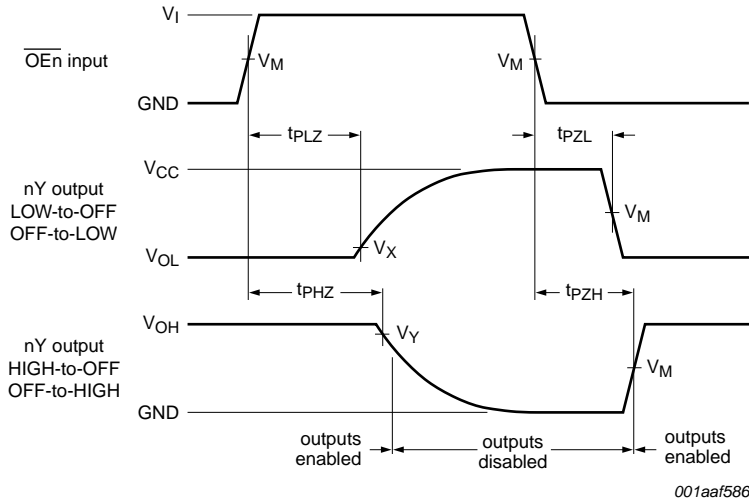 V_I
OEn input
V_M
V_M
GND
t_PLZ
t_PZL
V_CC
nY output
LOW-to-OFF
OFF-to-LOW
V_M
V_X
V_OL
t_PHZ
t_PZH
V_OH
nY output
HIGH-to-OFF
OFF-to-HIGH
V_Y
V_M
GND
outputs
enabled
outputs
disabled
outputs
enabled
001aaf586